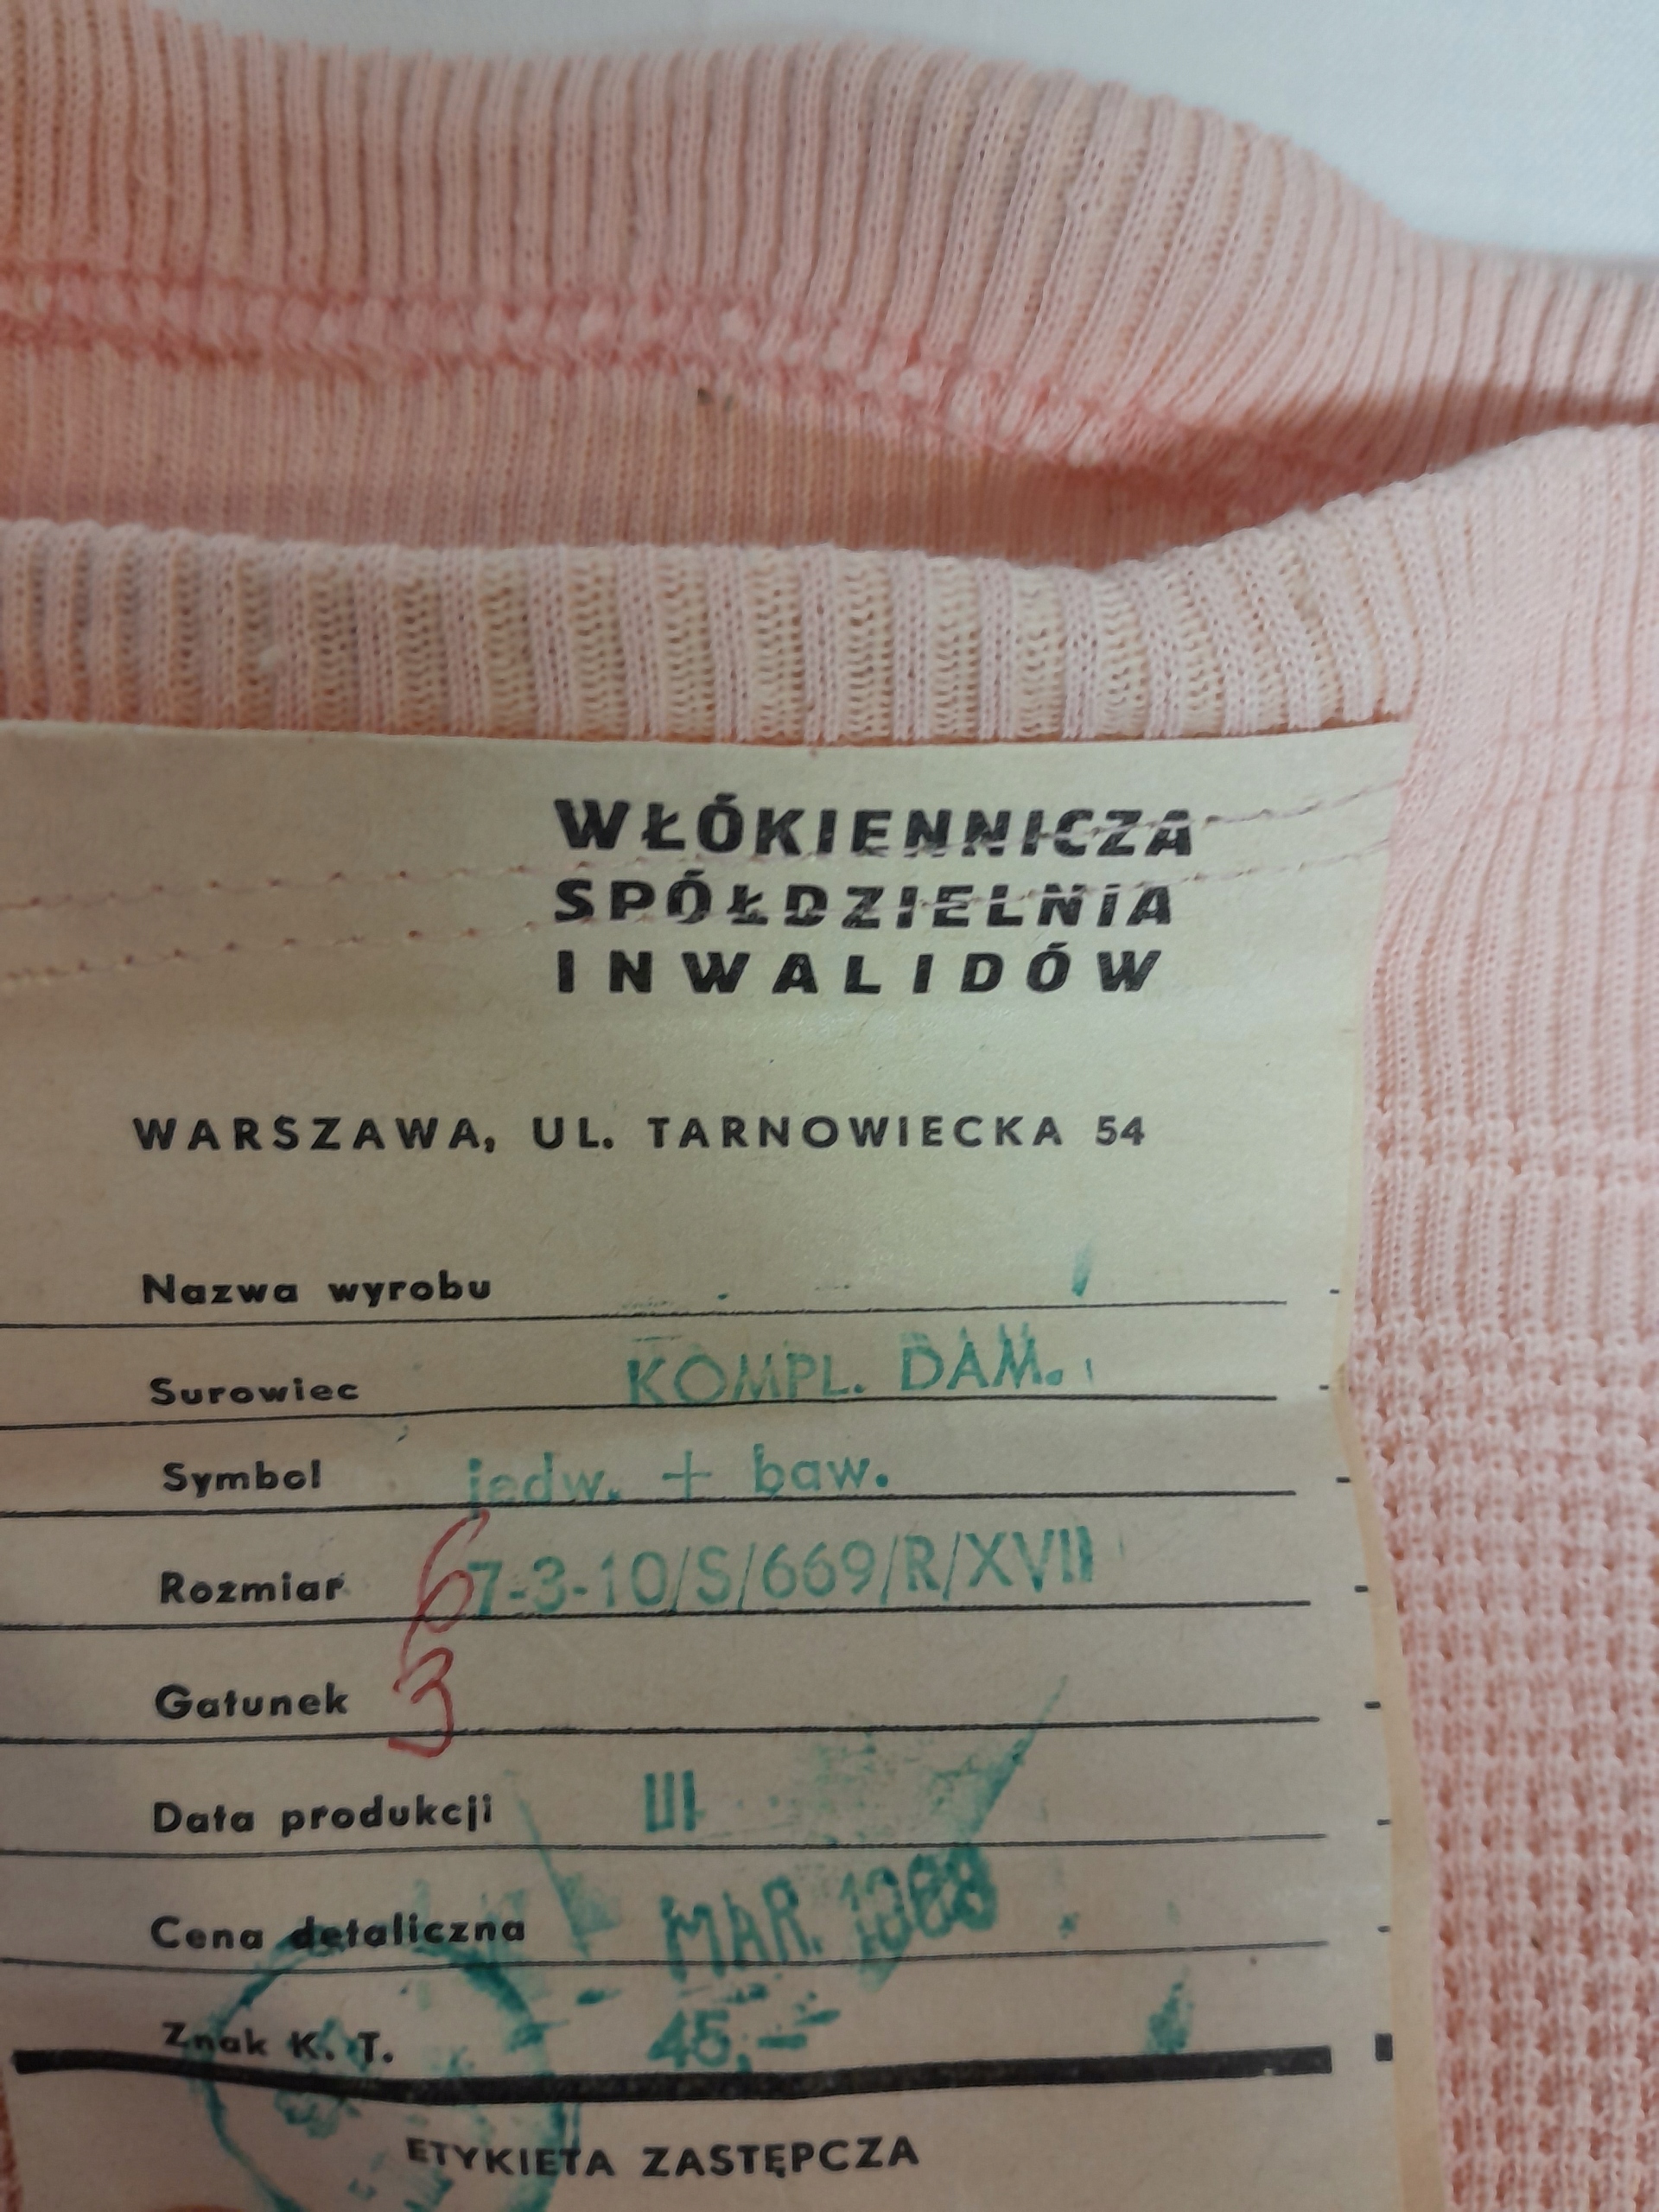 WŁÓKIENNICZA
SPÓŁDZIELNIA
INWALIDÓW
WARSZAWA, UL. TARNOWIECKA 54
Nazwa wyrobu
Surowiec KOMPL. DAM.
Symbol jedw. + baw.
Rozmiar 6 7-3-10/S/669/R/XVII
Gatunek 3
Data produkcji III
Cena detaliczna MAR. 1968
Znak K. T. 45,-
ETYKIETA ZASTĘPCZA